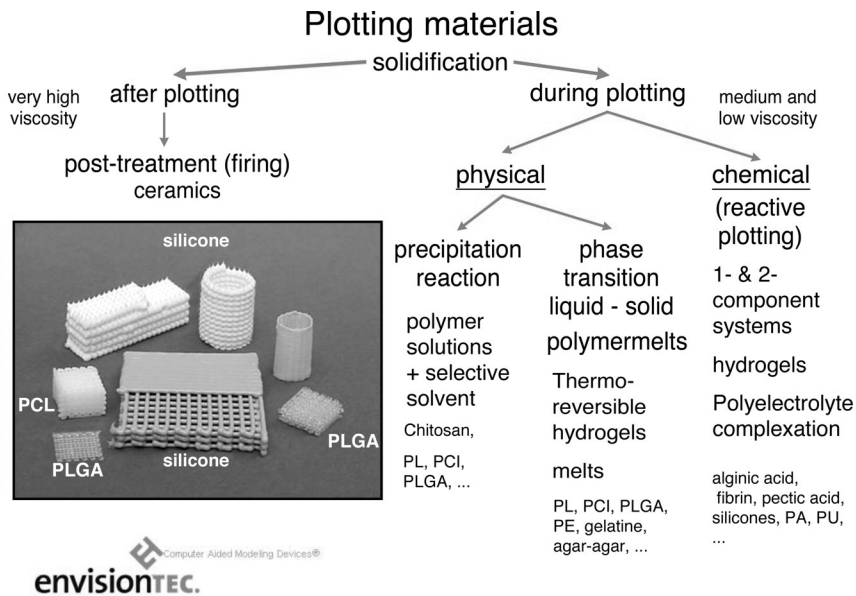 Plotting materials
solidification
very high
viscosity
after plotting
post-treatment (firing)
ceramics
during plotting
medium and
low viscosity
physical
precipitation
reaction
polymer
solutions
+ selective
solvent
Chitosan,
PL, PCI,
PLGA, ...
phase
transition
liquid - solid
polymermelts
Thermo-
reversible
hydrogels
melts
PL, PCI, PLGA,
PE, gelatine,
agar-agar, ...
chemical
(reactive
plotting)
1- & 2-
component
systems
hydrogels
Polyelectrolyte
complexation
alginic acid,
fibrin, pectic acid,
silicones, PA, PU,
...
silicone
PCL
PLGA
silicone
PLGA
Computer Aided Modeling Devices®
envisionTEC.